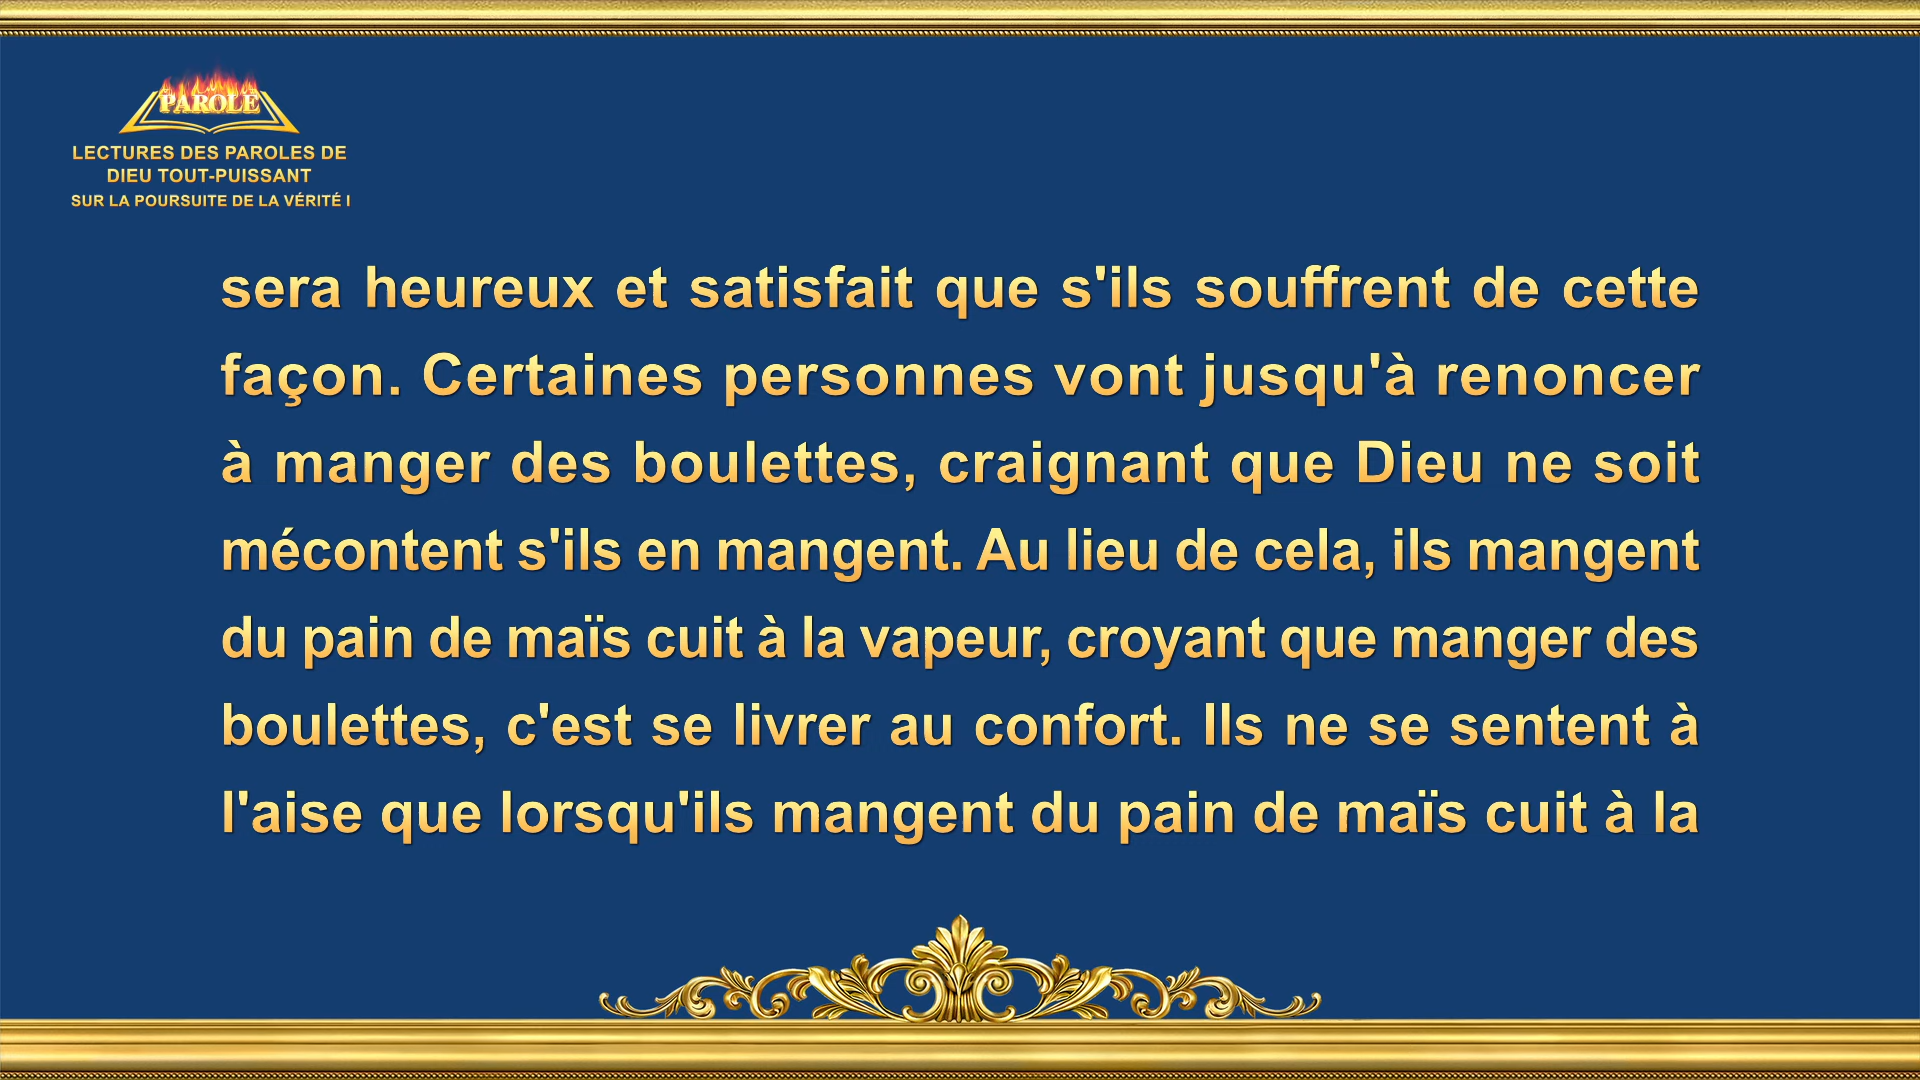 PAROLE
LECTURES DES PAROLES DE
DIEU TOUT-PUISSANT
SUR LA POURSUITE DE LA VÉRITÉ I
sera heureux et satisfait que s'ils souffrent de cette
façon. Certaines personnes vont jusqu'à renoncer
à manger des boulettes, craignant que Dieu ne soit
mécontent s'ils en mangent. Au lieu de cela, ils mangent
du pain de maïs cuit à la vapeur, croyant que manger des
boulettes, c'est se livrer au confort. Ils ne se sentent à
l'aise que lorsqu'ils mangent du pain de maïs cuit à la